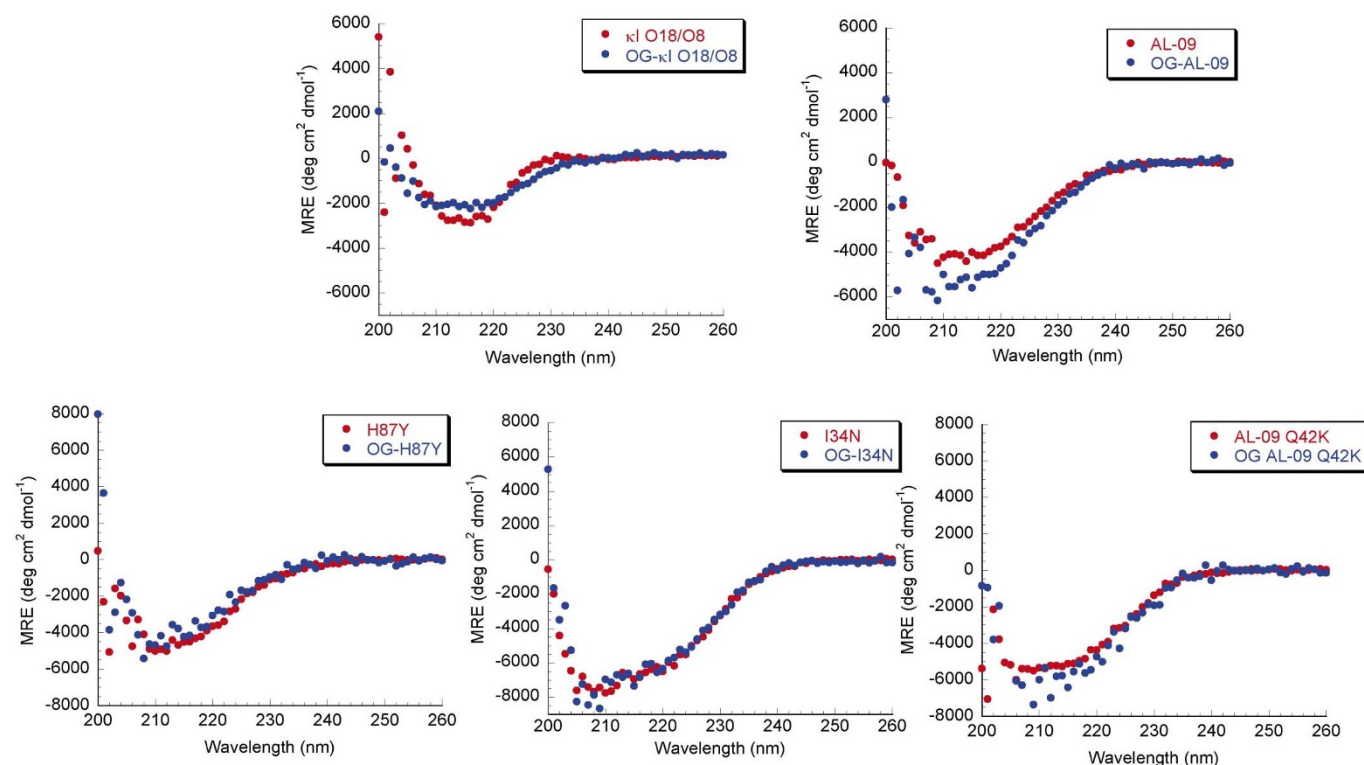 κI O18/O8
OG-κI O18/O8
MRE (deg cm² dmol⁻¹)
6000
4000
2000
0
-2000
-4000
-6000
200 210 220 230 240 250 260
Wavelength (nm)
AL-09
OG-AL-09
MRE (deg cm² dmol⁻¹)
6000
4000
2000
0
-2000
-4000
-6000
200 210 220 230 240 250 260
Wavelength (nm)
H87Y
OG-H87Y
MRE (deg cm² dmol⁻¹)
8000
6000
4000
2000
0
-2000
-4000
-6000
-8000
200 210 220 230 240 250 260
Wavelength (nm)
I34N
OG-I34N
MRE (deg cm² dmol⁻¹)
8000
6000
4000
2000
0
-2000
-4000
-6000
-8000
200 210 220 230 240 250 260
Wavelength (nm)
AL-09 Q42K
OG AL-09 Q42K
MRE (deg cm² dmol⁻¹)
8000
6000
4000
2000
0
-2000
-4000
-6000
-8000
200 210 220 230 240 250 260
Wavelength (nm)